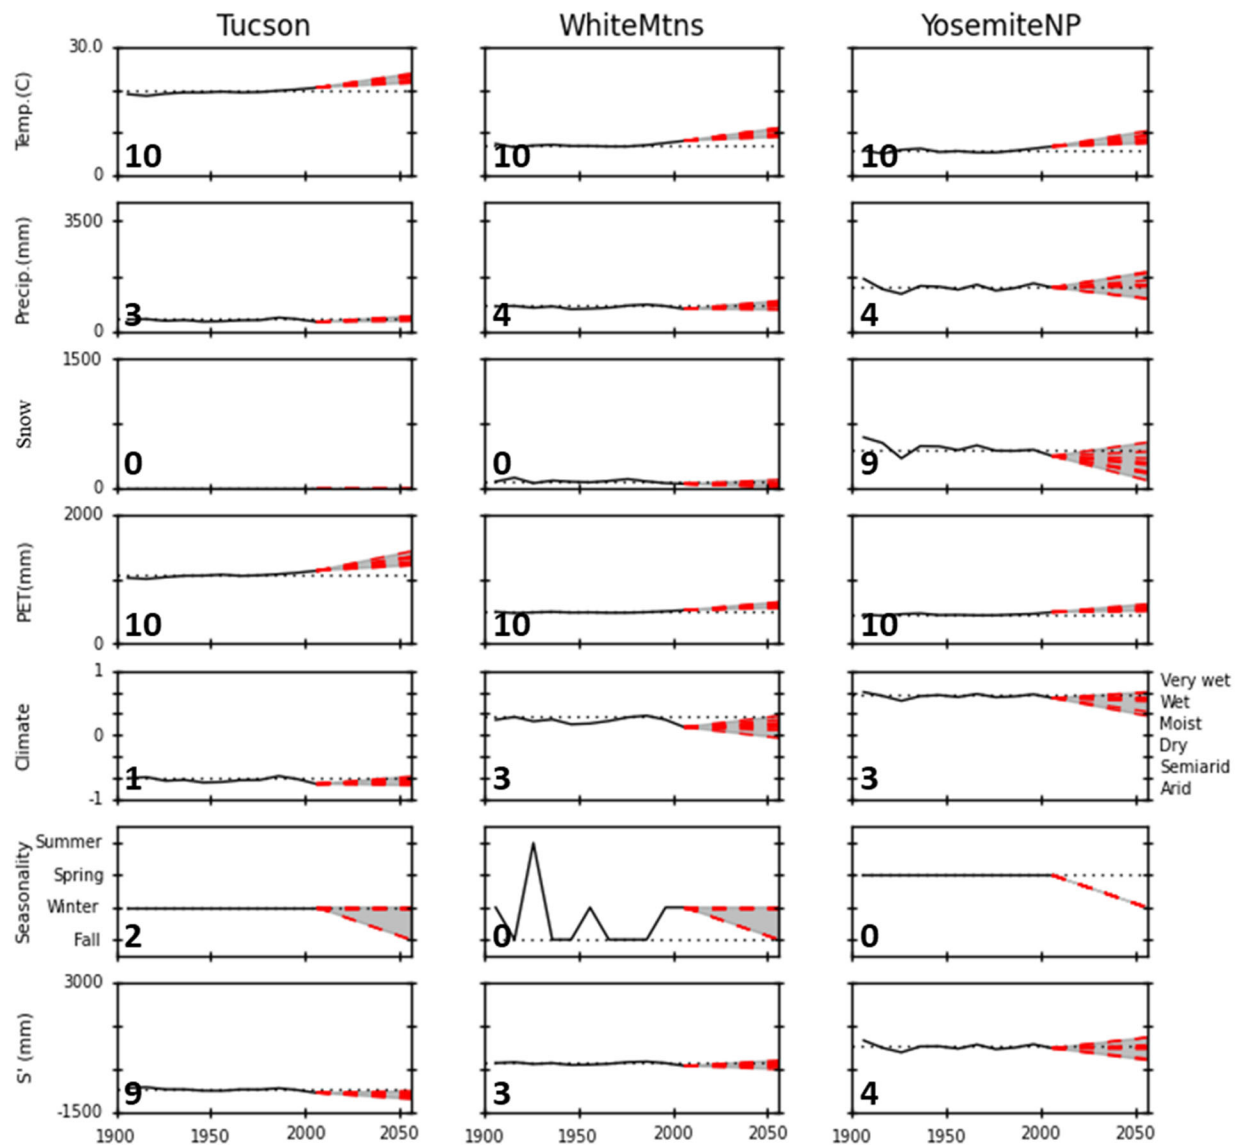 Tucson WhiteMtns YosemiteNP
Temp.(C)
30.0
0
10 10 10
Precip.(mm)
3500
0
3 4 4
Snow
1500
0
0 0 9
PET(mm)
2000
0
10 10 10
Climate
1
0
-1
1 3 3
Very wet
Wet
Moist
Dry
Semiarid
Arid
Seasonality
Summer
Spring
Winter
Fall
2 0 0
S' (mm)
3000
-1500
9 3 4
1900 1950 2000 2050 1900 1950 2000 2050 1900 1950 2000 2050